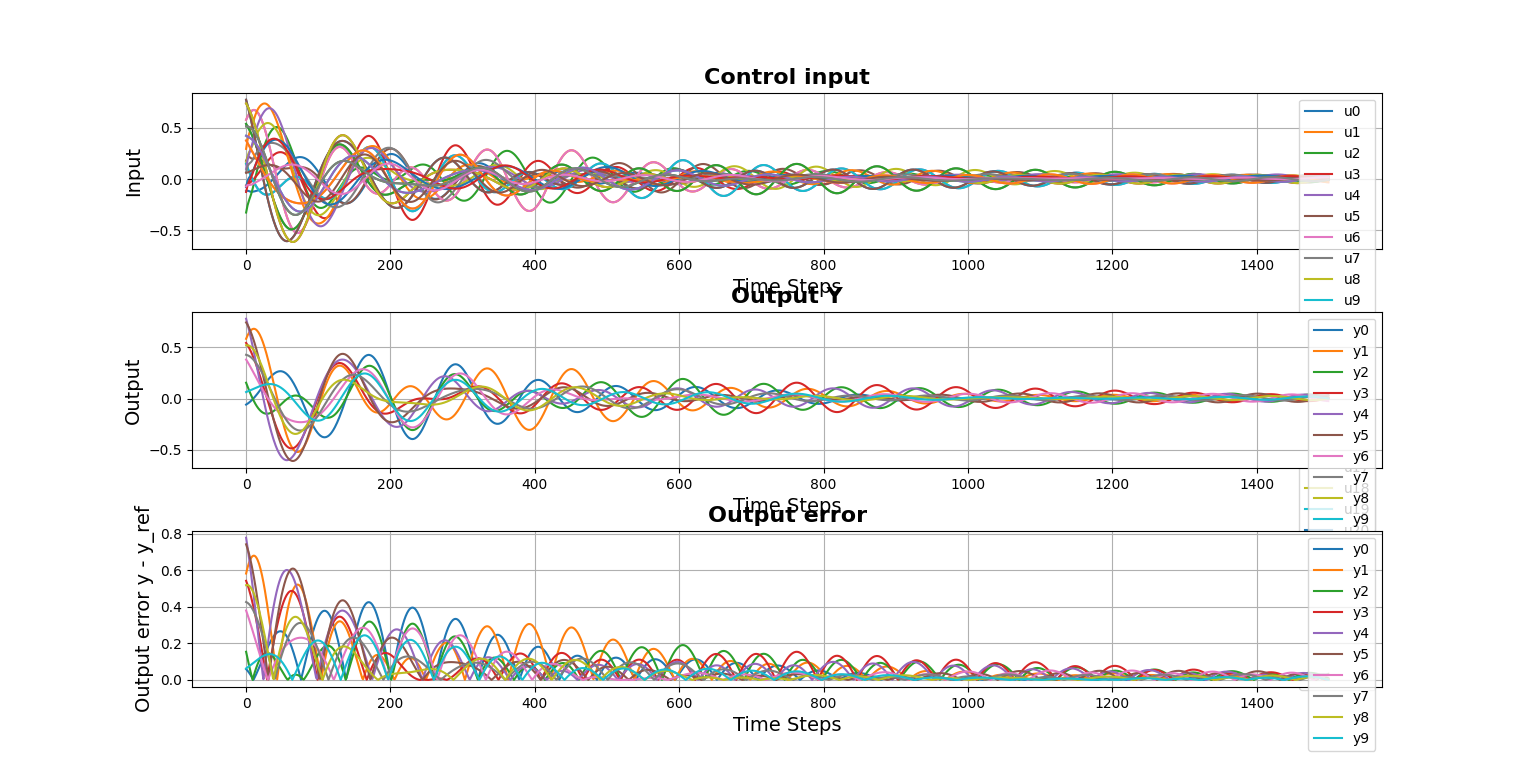 Control input
Input
0.5
0.0
−0.5
0
200
400
600
800
1000
1200
1400
Time Steps
u0
u1
u2
u3
u4
u5
u6
u7
u8
u9
Output Y
Output
0.5
0.0
−0.5
0
200
400
600
800
1000
1200
1400
Time Steps
y0
y1
y2
y3
y4
y5
y6
y7
y8
y9
u18
u19
Output error
Output error y - y_ref
0.8
0.6
0.4
0.2
0.0
0
200
400
600
800
1000
1200
1400
Time Steps
y0
y1
y2
y3
y4
y5
y6
y7
y8
y9